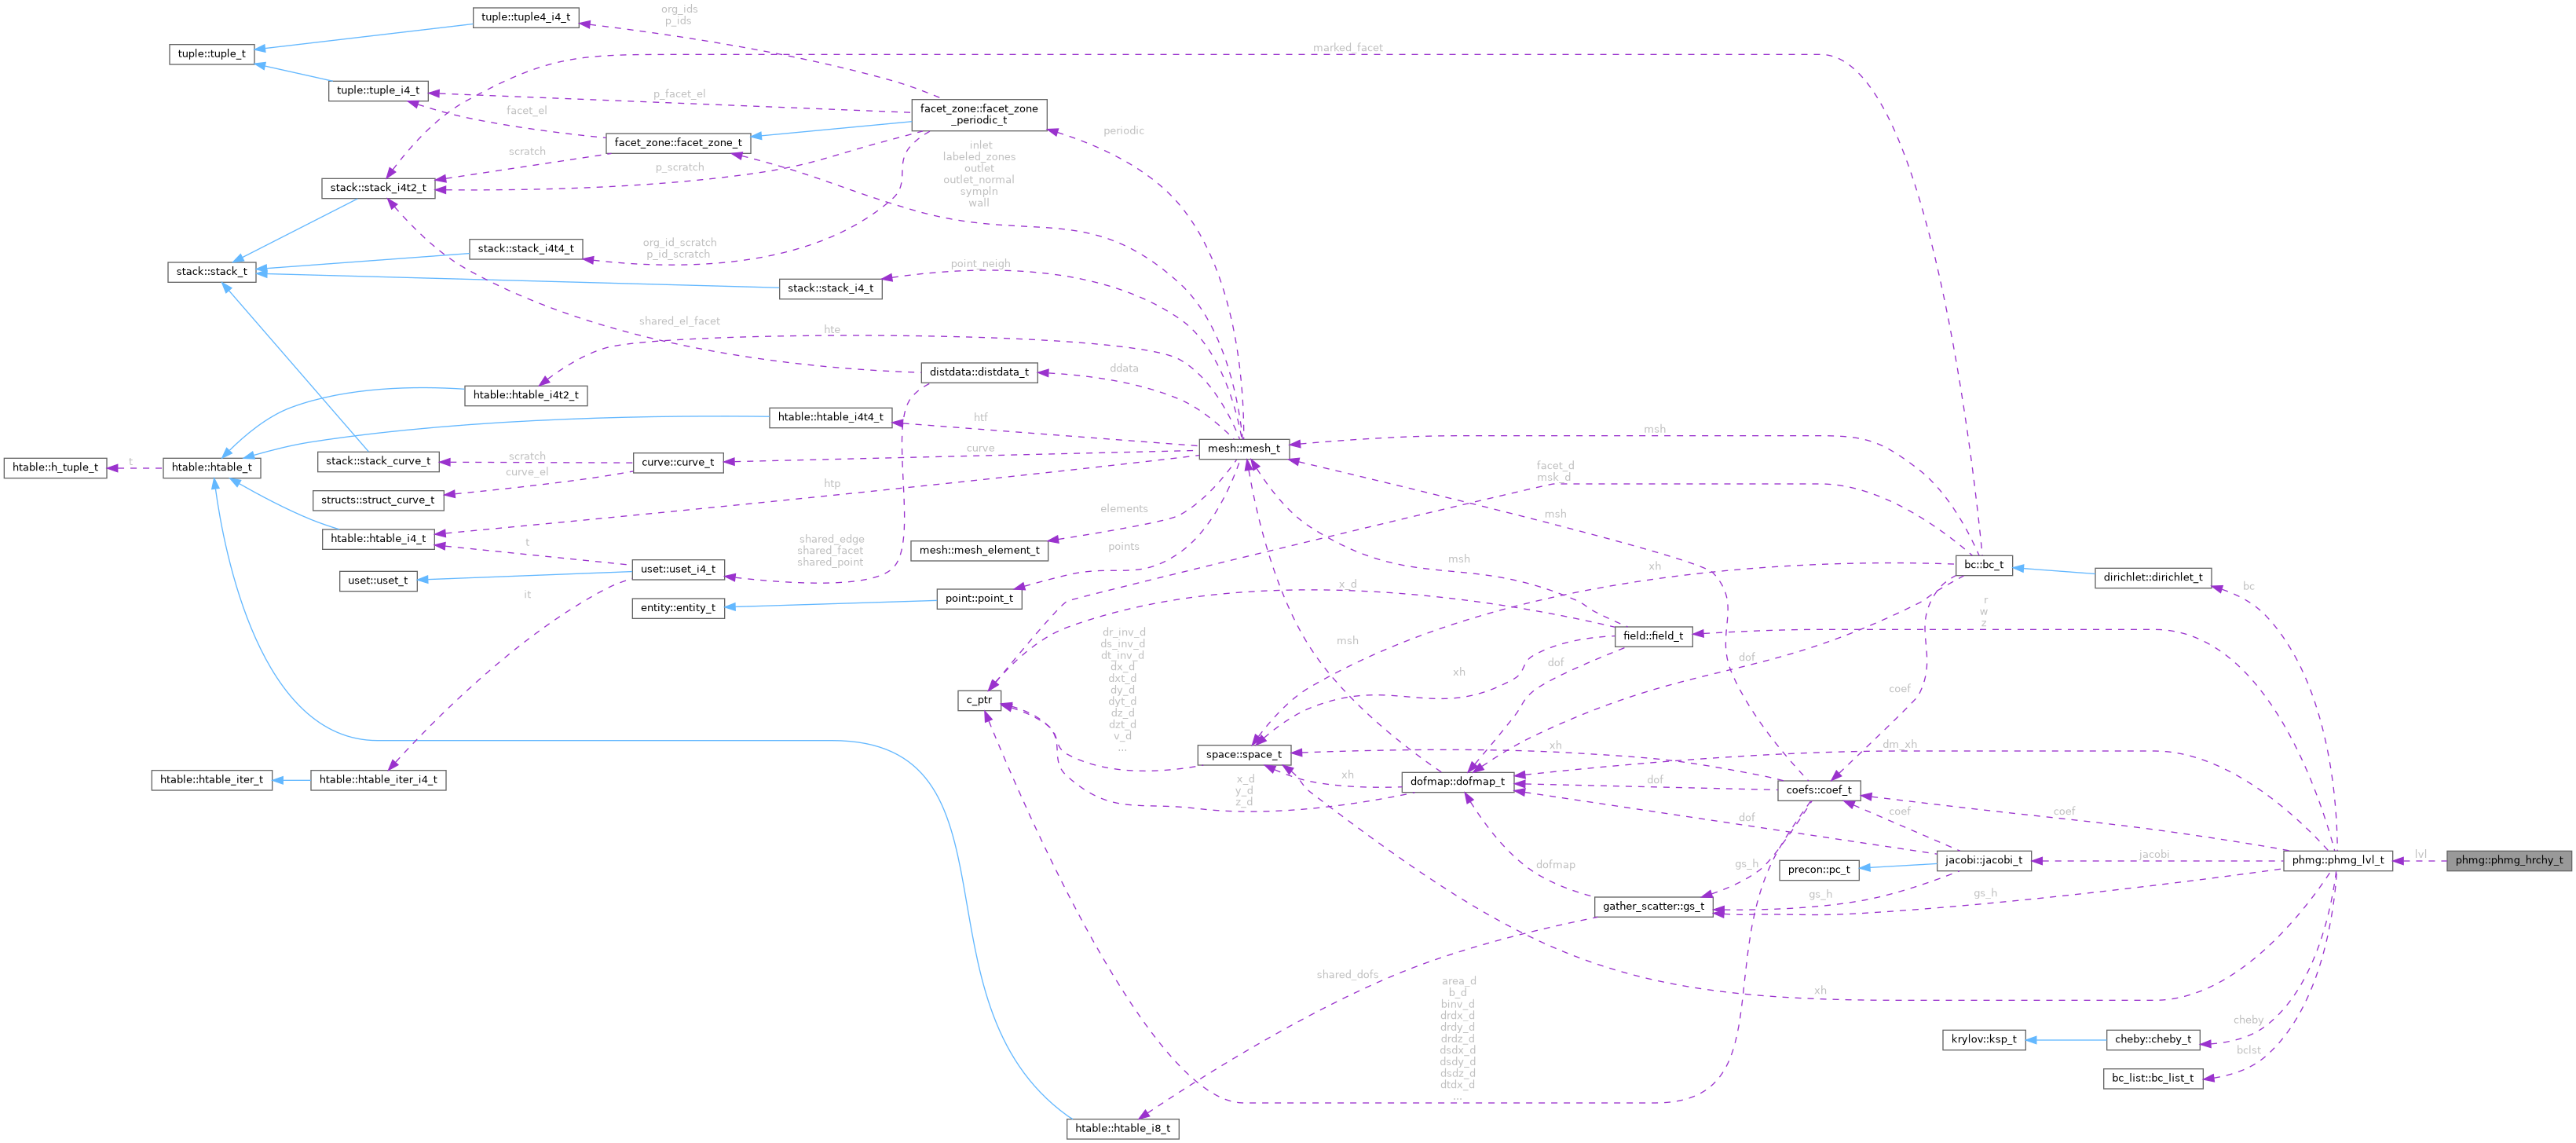 tuple::tuple4_i4_t
org_ids
p_ids
tuple::tuple_t
marked_facet
tuple::tuple_i4_t
p_facet_el
facet_el
facet_zone::facet_zone
_periodic_t
periodic
facet_zone::facet_zone_t
scratch
p_scratch
inlet
labeled_zones
outlet
outlet_normal
sympln
wall
stack::stack_i4t2_t
stack::stack_i4t4_t
org_id_scratch
p_id_scratch
stack::stack_t
point_neigh
stack::stack_i4_t
shared_el_facet
hte
distdata::distdata_t
ddata
htable::htable_i4t2_t
htable::htable_i4t4_t
htf
mesh::mesh_t
msh
htable::h_tuple_t
t
htable::htable_t
stack::stack_curve_t
scratch
curve_el
curve::curve_t
curve
structs::struct_curve_t
htp
facet_d
msk_d
elements
msh
htable::htable_i4_t
t
shared_edge
shared_facet
shared_point
mesh::mesh_element_t
points
msh
xh
bc::bc_t
uset::uset_t
uset::uset_i4_t
dirichlet::dirichlet_t
bc
it
entity::entity_t
point::point_t
x_d
r
w
z
field::field_t
dr_inv_d
ds_inv_d
dt_inv_d
dx_d
dxt_d
dy_d
dyt_d
dz_d
dzt_d
v_d
...
msh
xh
dof
dof
coef
c_ptr
space::space_t
xh
dm_xh
htable::htable_iter_t
htable::htable_iter_i4_t
x_d
y_d
z_d
xh
dofmap::dofmap_t
dof
coefs::coef_t
dof
coef
coef
dofmap
gs_h
precon::pc_t
jacobi::jacobi_t
jacobi
phmg::phmg_lvl_t
lvl
phmg::phmg_hrchy_t
gather_scatter::gs_t
gs_h
gs_h
shared_dofs
area_d
b_d
binv_d
drdx_d
drdy_d
drdz_d
dsdx_d
dsdy_d
dsdz_d
dtdx_d
...
xh
cheby
krylov::ksp_t
cheby::cheby_t
bclst
bc_list::bc_list_t
htable::htable_i8_t